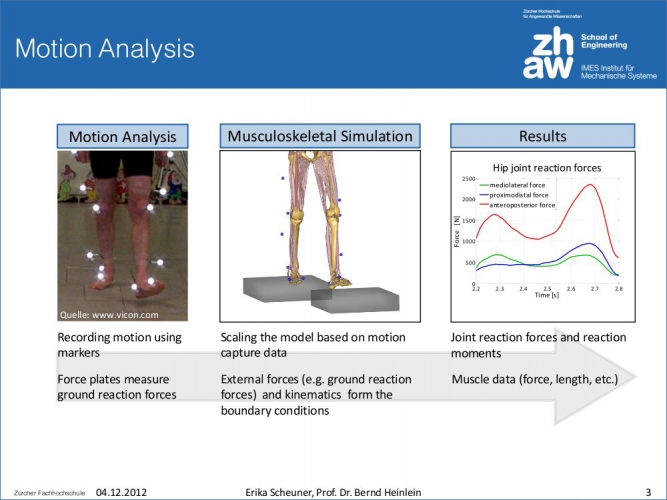 Zürcher Hochschule
für Angewandte Wissenschaften
Motion Analysis
zh
aw
School of
Engineering
IMES Institut für
Mechanische Systeme
Motion Analysis
Quelle: www.vicon.com
Recording motion using
markers
Force plates measure
ground reaction forces
Musculoskeletal Simulation
Scaling the model based on motion
capture data
External forces (e.g. ground reaction
forces) and kinematics form the
boundary conditions
Results
Hip joint reaction forces
mediolateral force
proximodistal force
anteroposterior force
Force [N]
2500
2000
1500
1000
500
0
2.2 2.3 2.4 2.5 2.6 2.7 2.8
Time [s]
Joint reaction forces and reaction
moments
Muscle data (force, length, etc.)
Zürcher Fachhochschule 04.12.2012 Erika Scheuner, Prof. Dr. Bernd Heinlein 3